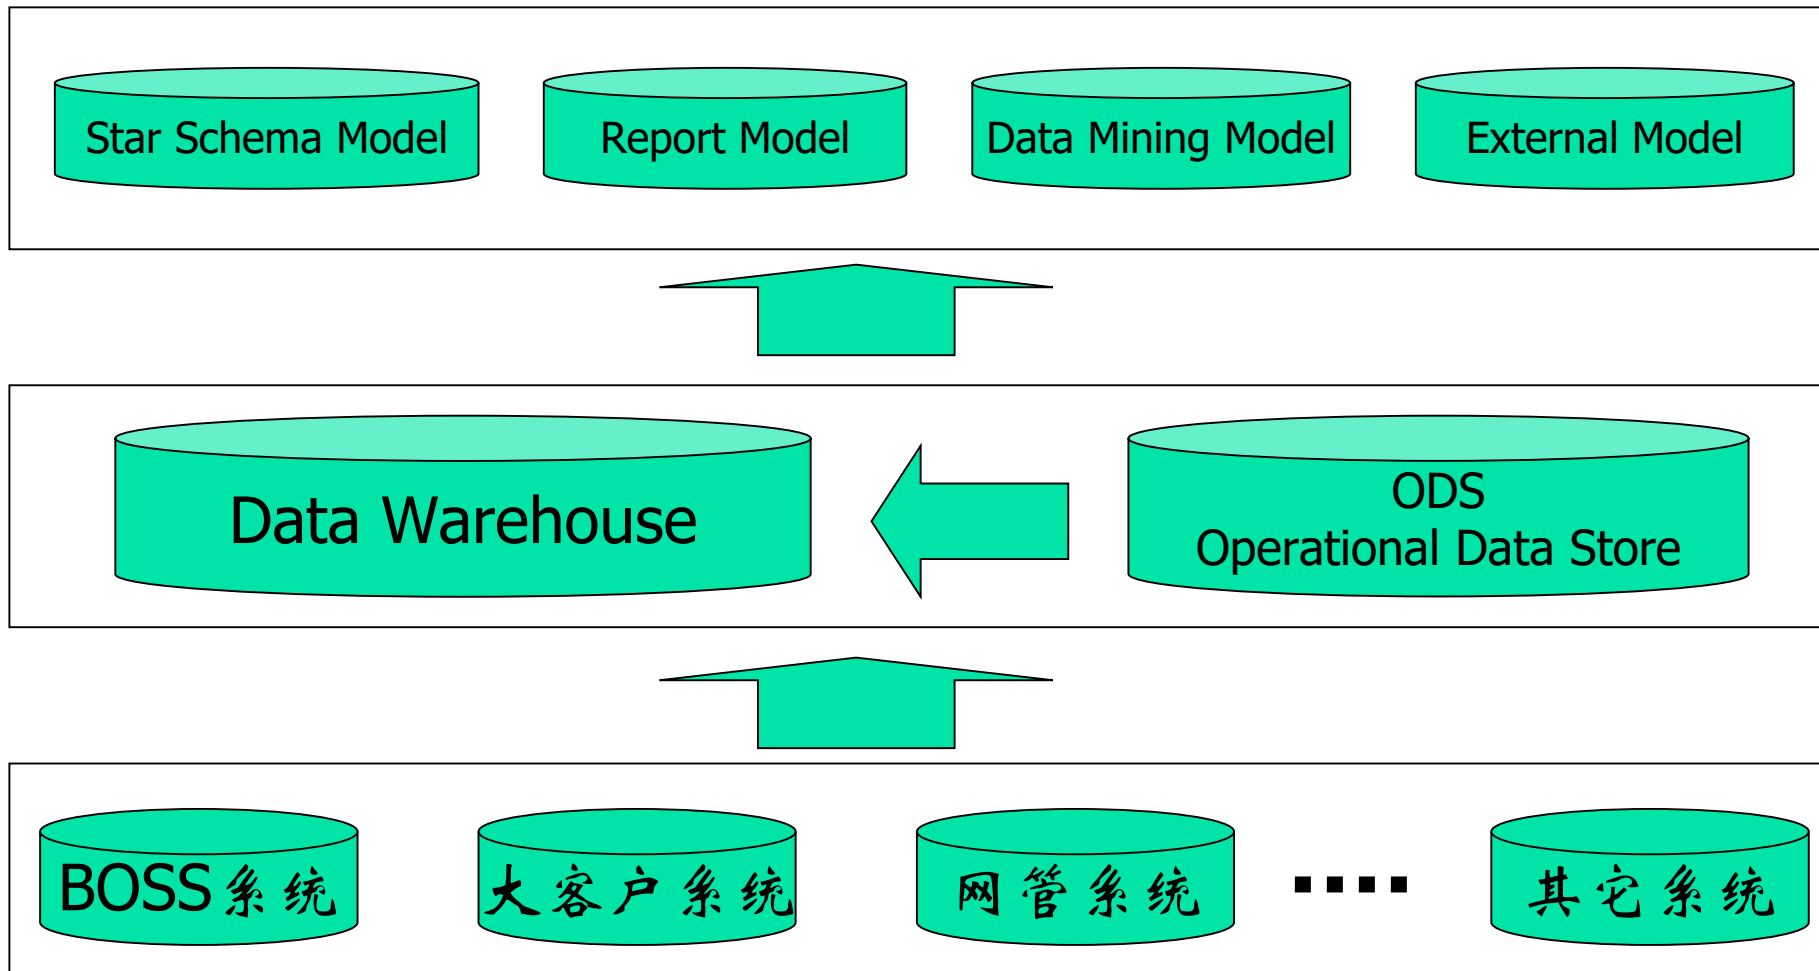 Star Schema Model
Report Model
Data Mining Model
External Model
Data Warehouse
ODS
Operational Data Store
BOSS系统
大客户系统
网管系统
其它系统